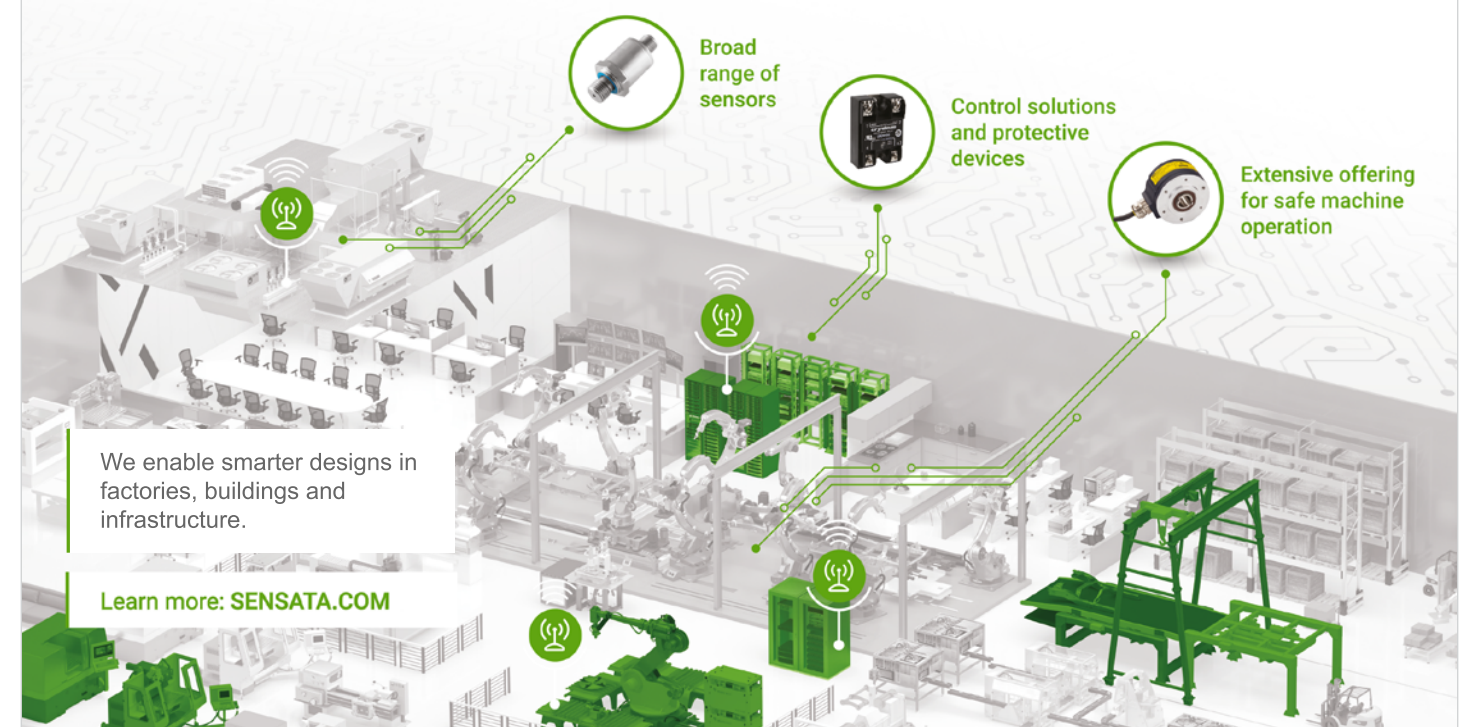 Broad
range of
sensors
Control solutions
and protective
devices
Extensive offering
for safe machine
operation
We enable smarter designs in
factories, buildings and
infrastructure.
Learn more: SENSATA.COM